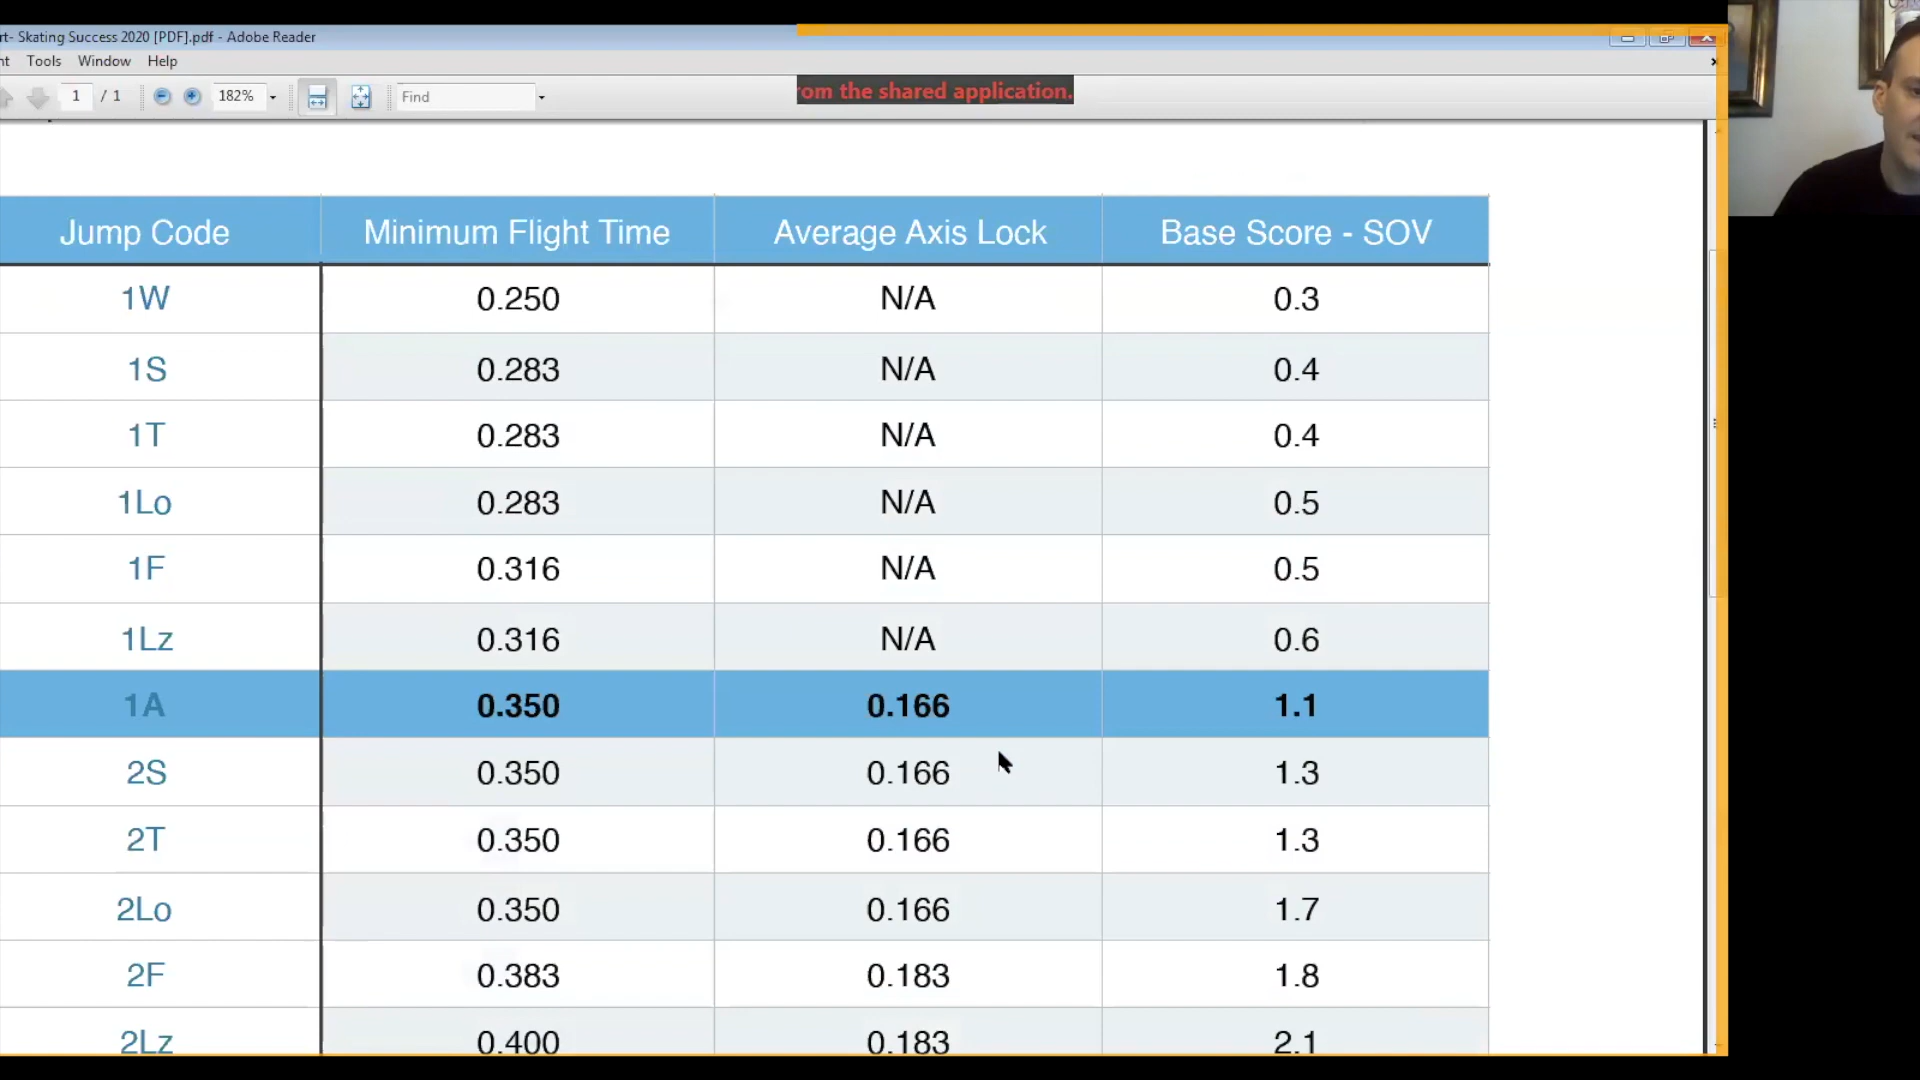 rt- Skating Success 2020 [PDF].pdf - Adobe Reader
nt Tools Window Help
1 / 1 182% Find
rom the shared application.
Jump Code Minimum Flight Time Average Axis Lock Base Score - SOV
1W 0.250 N/A 0.3
1S 0.283 N/A 0.4
1T 0.283 N/A 0.4
1Lo 0.283 N/A 0.5
1F 0.316 N/A 0.5
1Lz 0.316 N/A 0.6
1A 0.350 0.166 1.1
2S 0.350 0.166 1.3
2T 0.350 0.166 1.3
2Lo 0.350 0.166 1.7
2F 0.383 0.183 1.8
2Lz 0.400 0.183 2.1